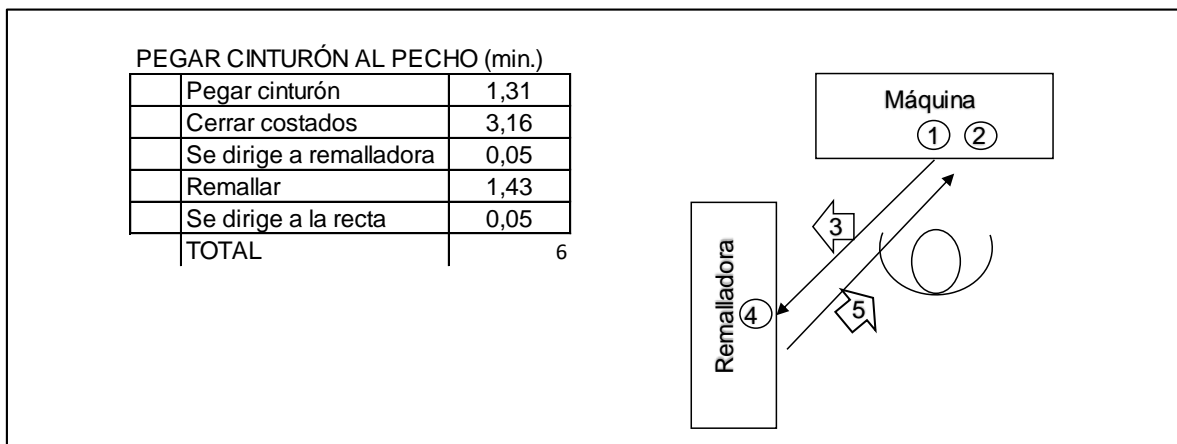 PEGAR CINTURÓN AL PECHO (min.)
Pegar cinturón 1,31
Cerrar costados 3,16
Se dirige a remalladora 0,05
Remallar 1,43
Se dirige a la recta 0,05
TOTAL 6
Máquina
1 2
3
Remalladora
4
5